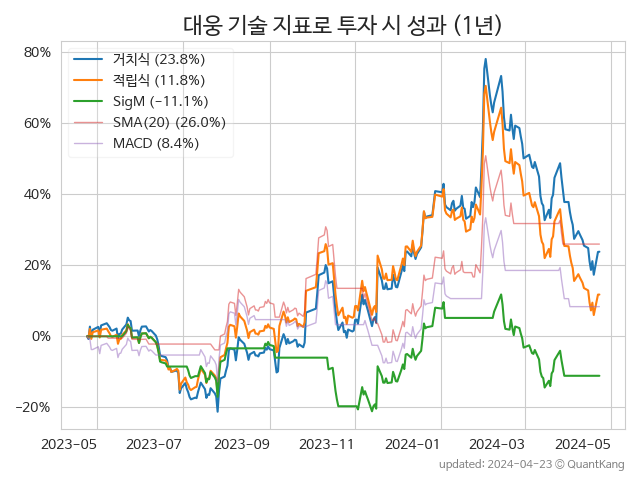 대웅 기술 지표로 투자 시 성과 (1년)
80%
60%
40%
20%
0%
−20%
거치식 (23.8%)
적립식 (11.8%)
SigM (−11.1%)
SMA(20) (26.0%)
MACD (8.4%)
2023−05 2023−07 2023−09 2023−11 2024−01 2024−03 2024−05
updated: 2024−04−23 © QuantKang